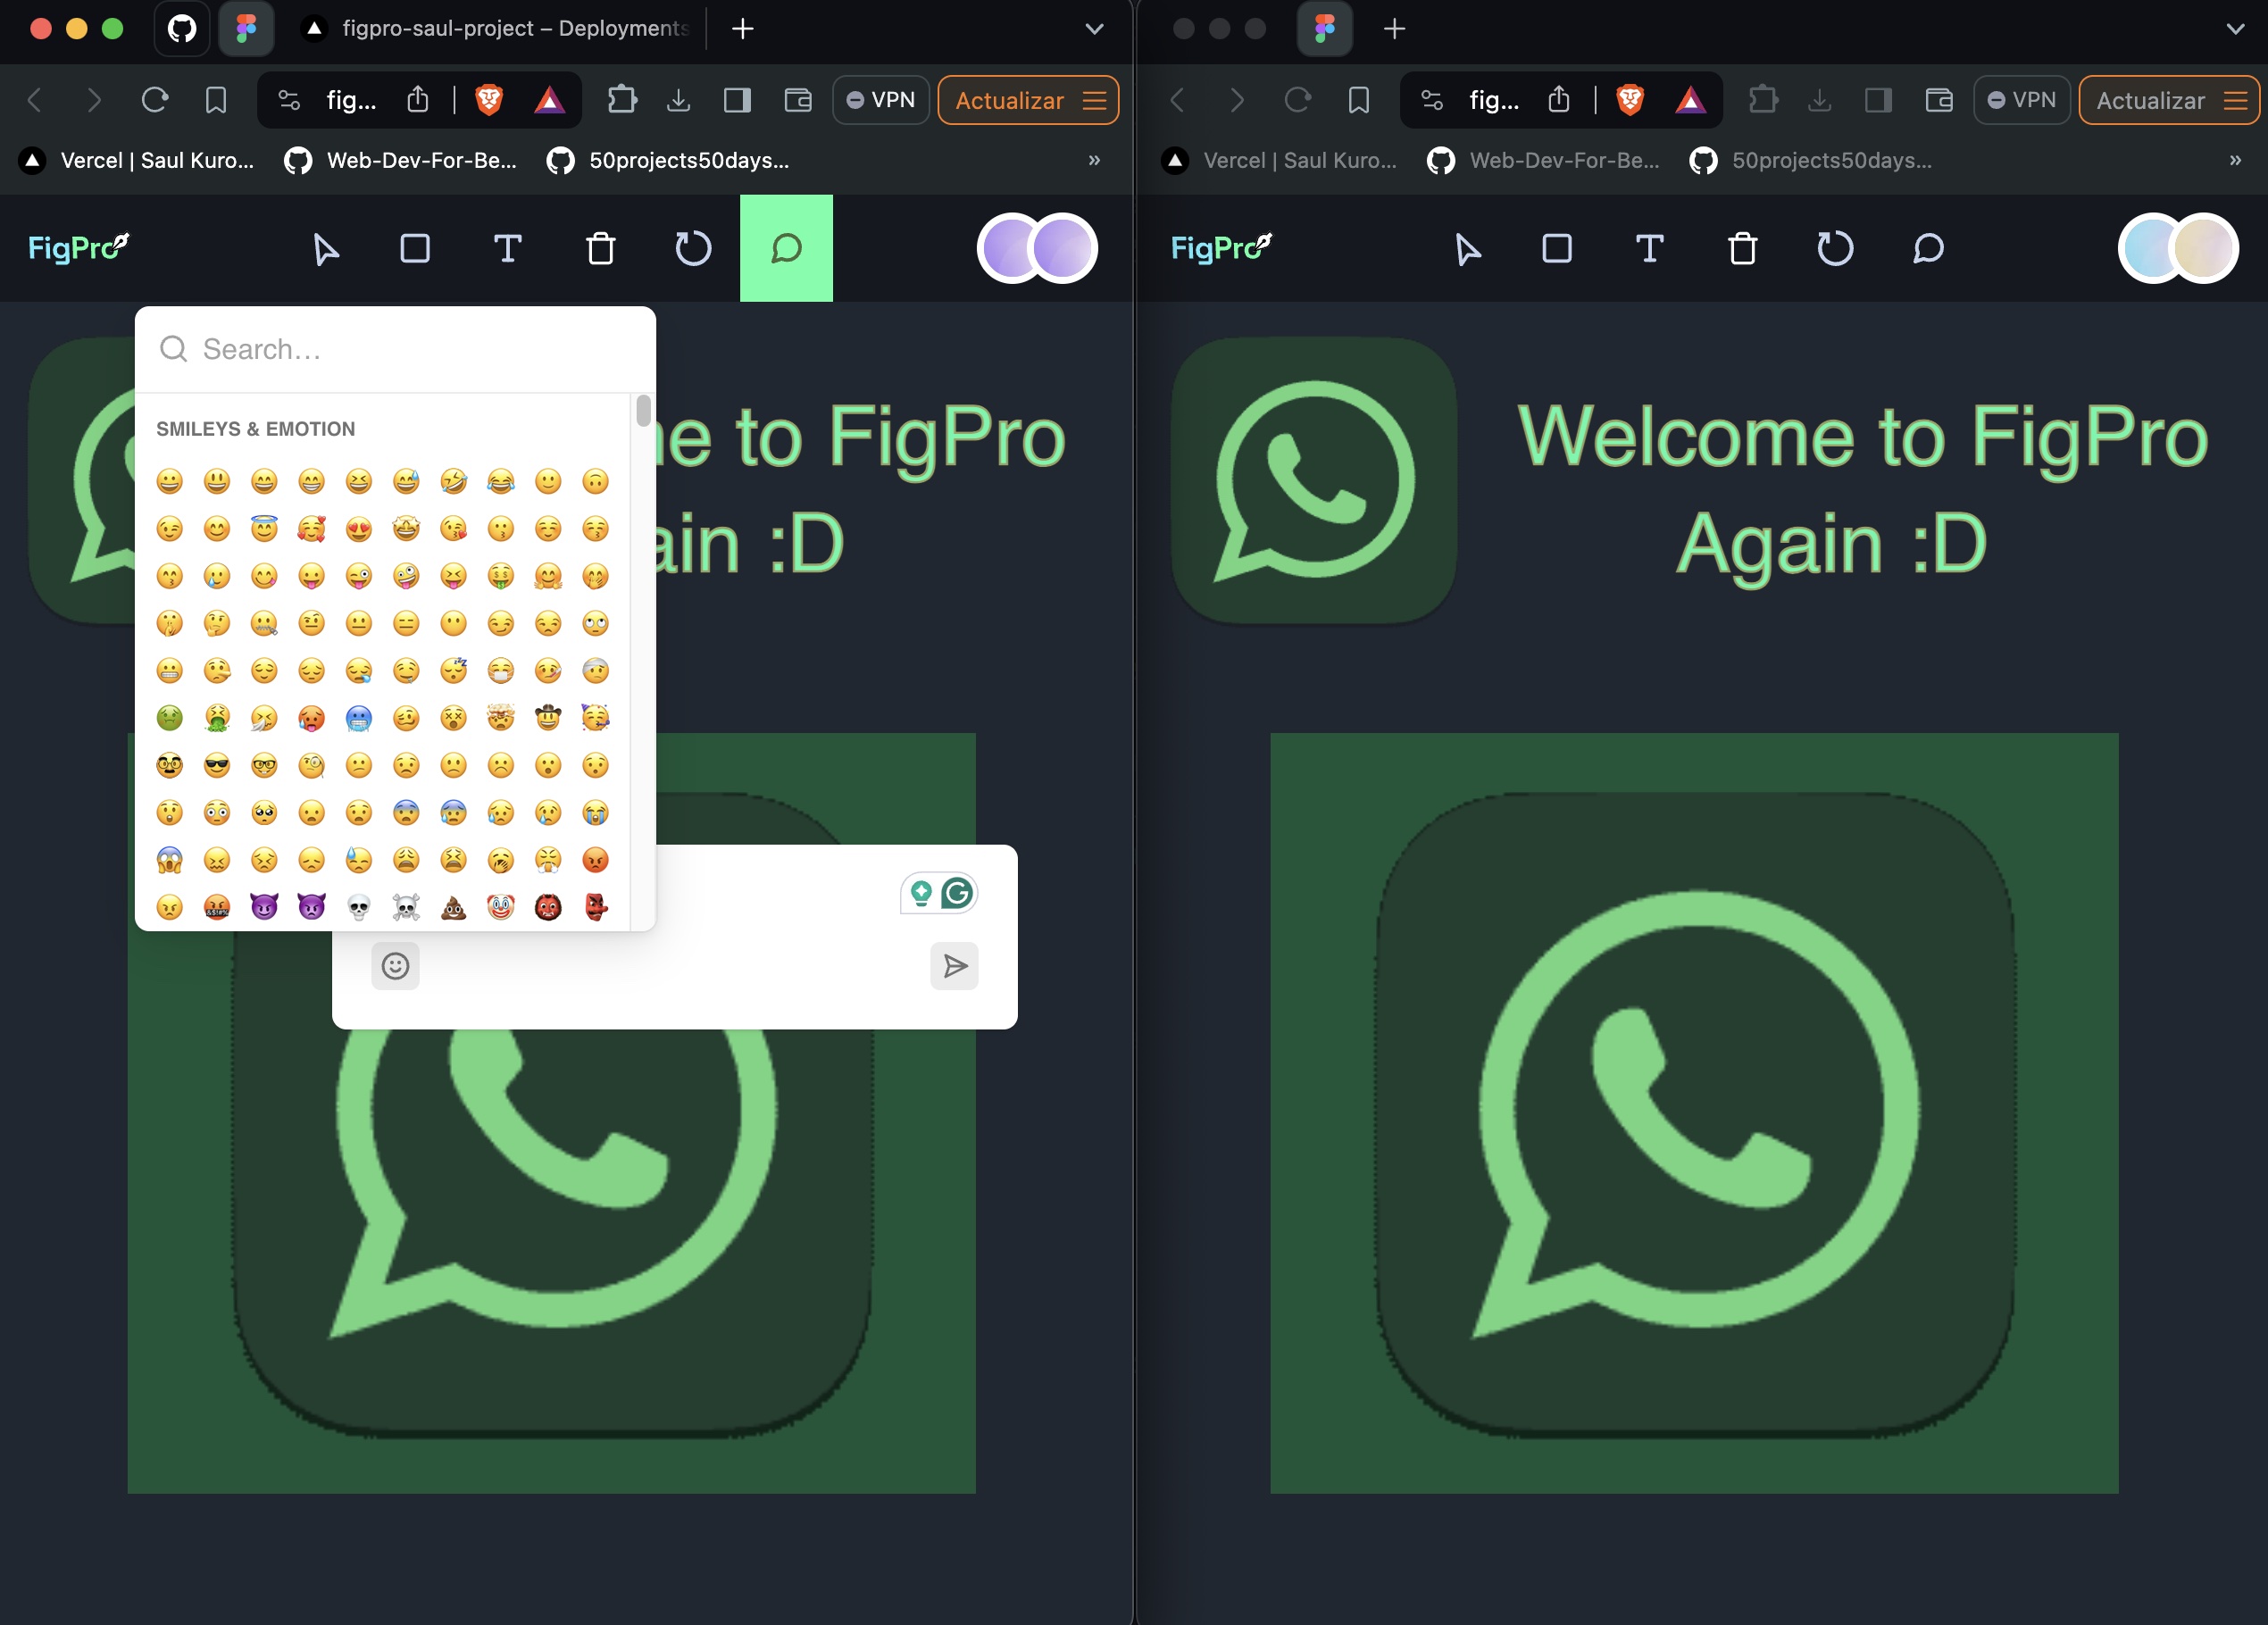 figpro-saul-project – Deployments
fig...
VPN
Actualizar
Vercel | Saul Kuro...
Web-Dev-For-Be...
50projects50days...
»
FigPro
Search…
SMILEYS & EMOTION
ne to FigPro
ain :D
fig...
VPN
Actualizar
Vercel | Saul Kuro...
Web-Dev-For-Be...
50projects50days...
»
FigPro
Welcome to FigPro
Again :D